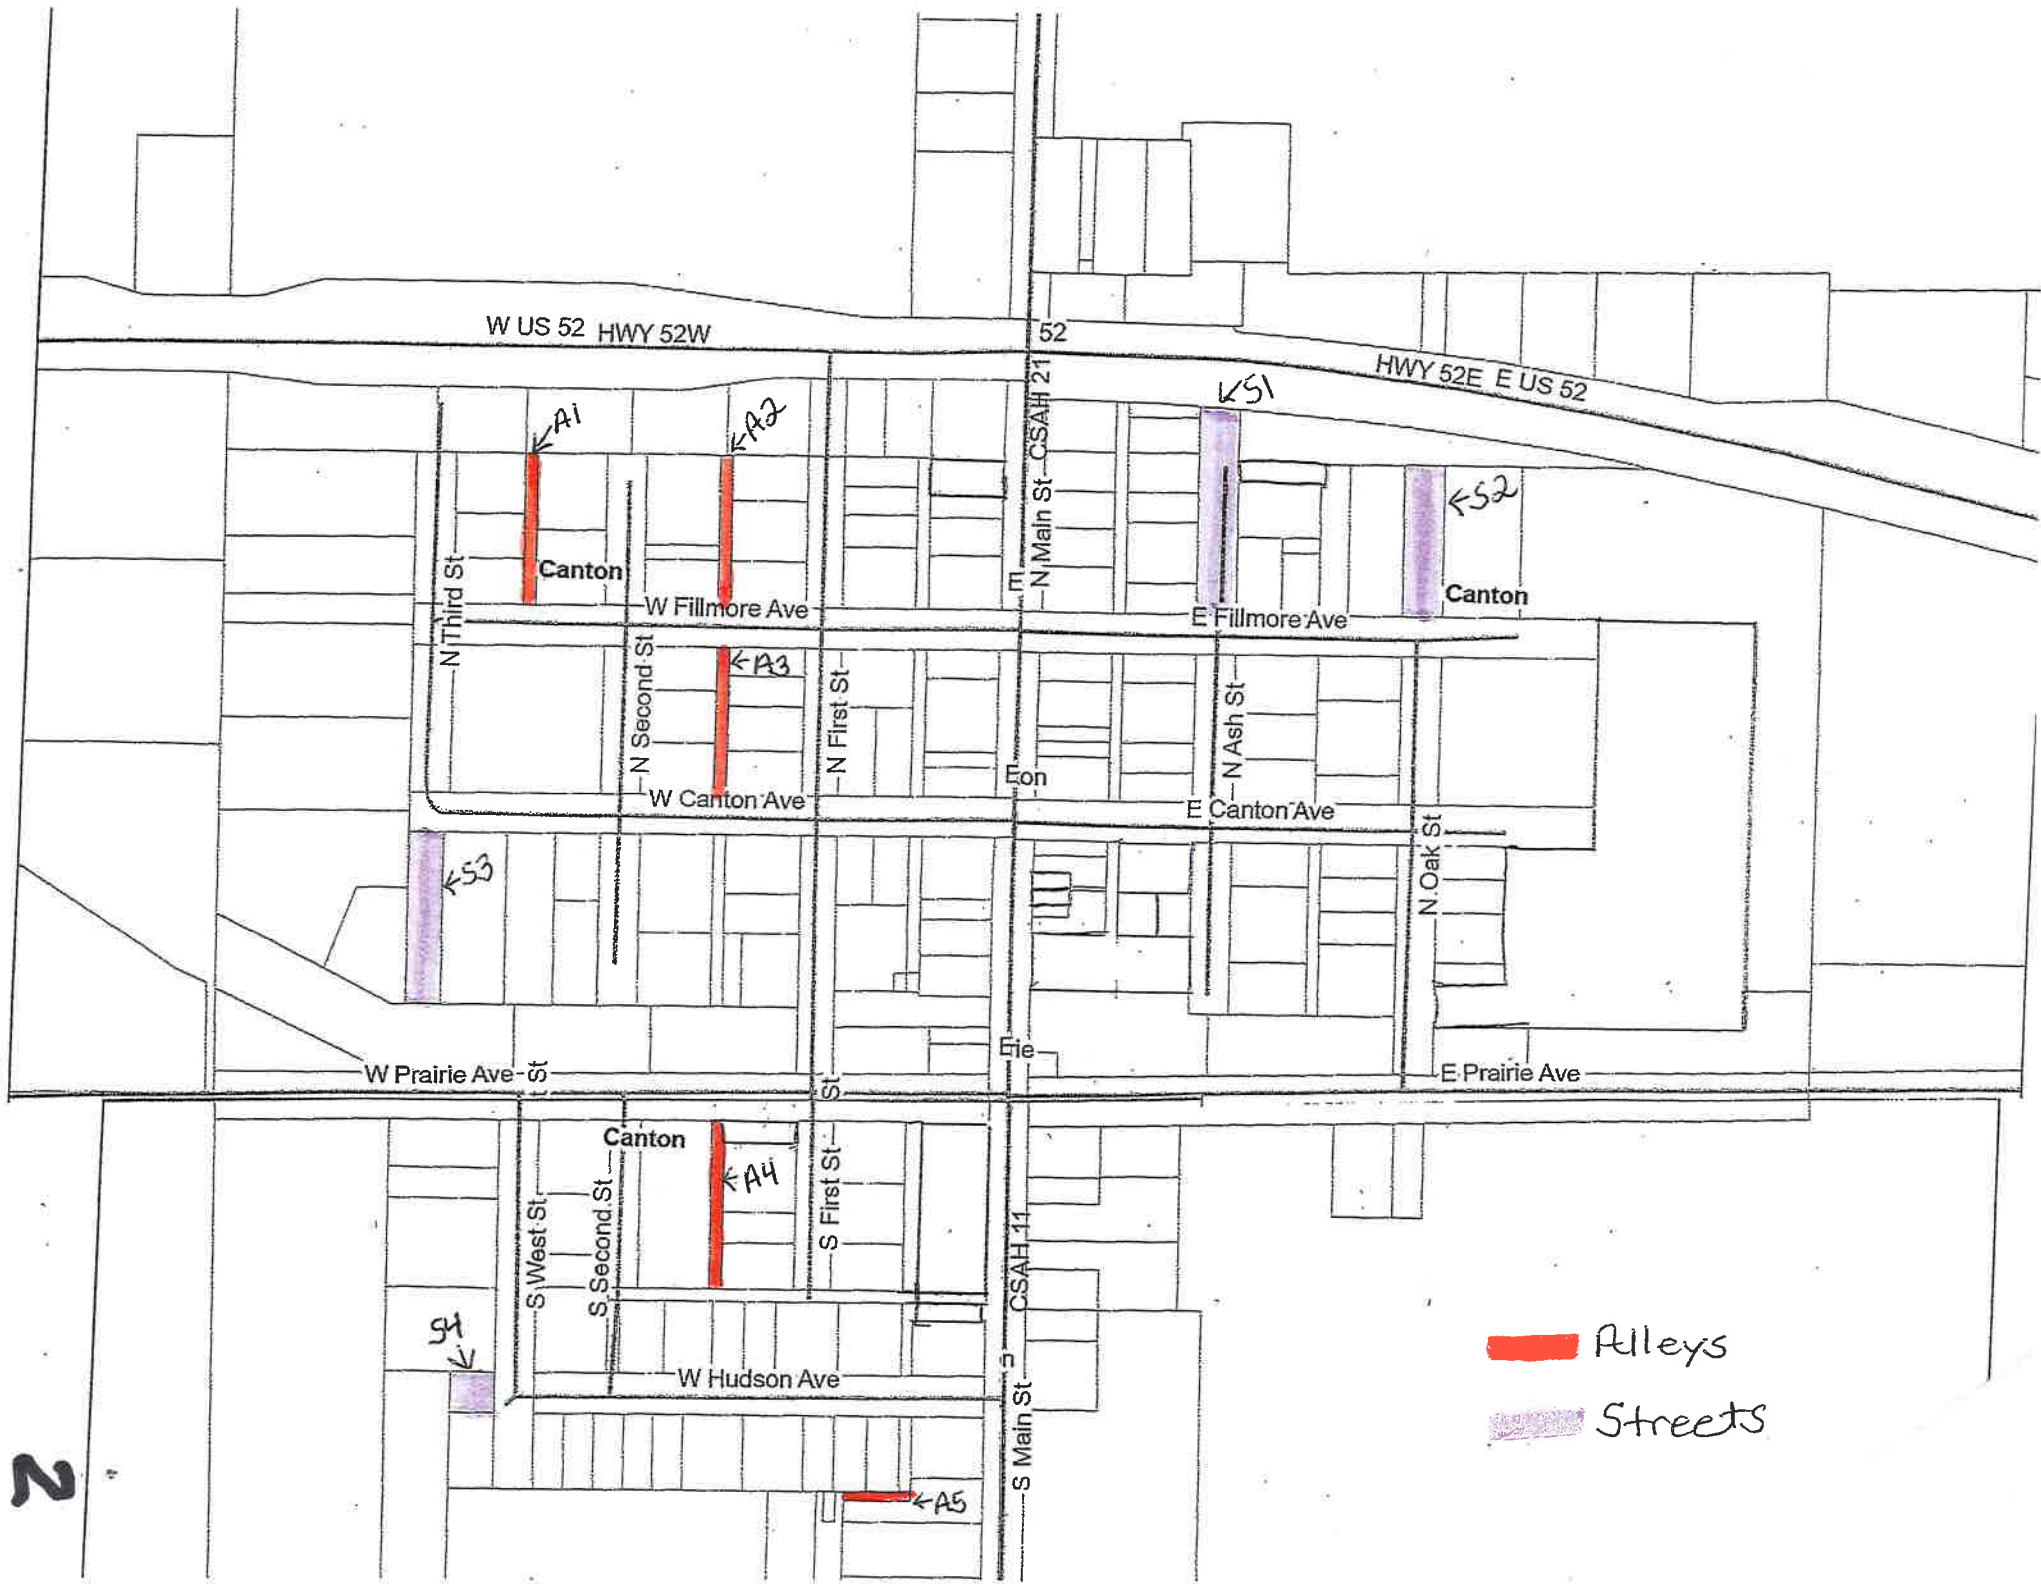 W US 52 HWY 52W
52
HWY 52E E US 52
CSAH 21
N Main St
←S1
A1
←A2
←S2
Canton
Canton
N Third St
W Fillmore Ave
E
E Fillmore Ave
←A3
N Second St
N First St
N Ash St
Eon
W Canton Ave
E Canton Ave
N Oak St
←S3
Eie
W Prairie Ave
t St
St
E Prairie Ave
Canton
←A4
S West St
S Second St
S First St
CSAH 11
S4
W Hudson Ave
S Main St
←A5
Alleys
Streets
N